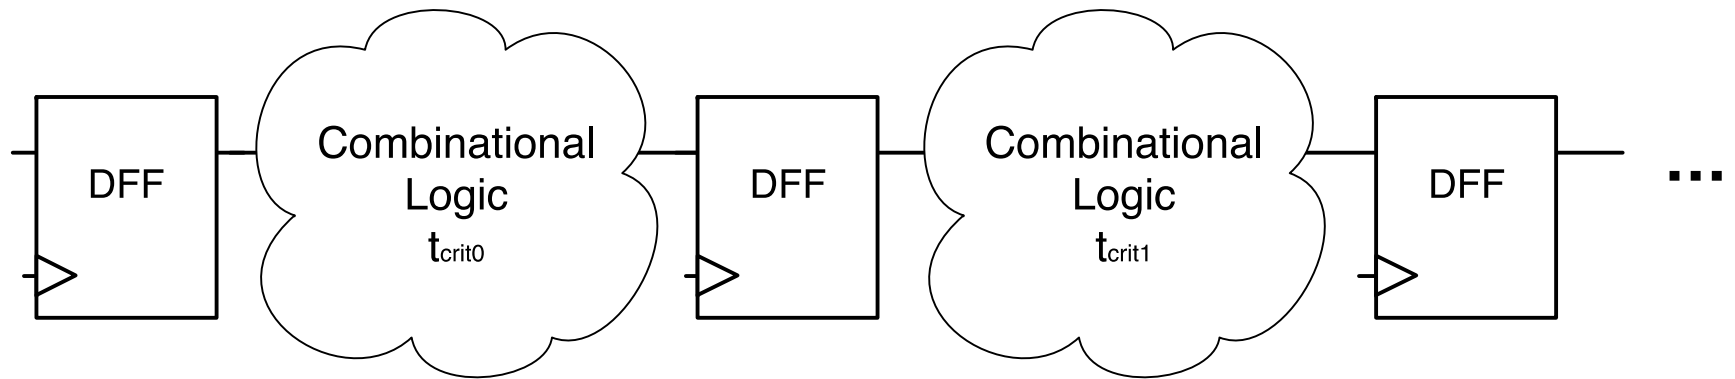 DFF
Combinational
Logic
tcrit0
DFF
Combinational
Logic
tcrit1
DFF
...